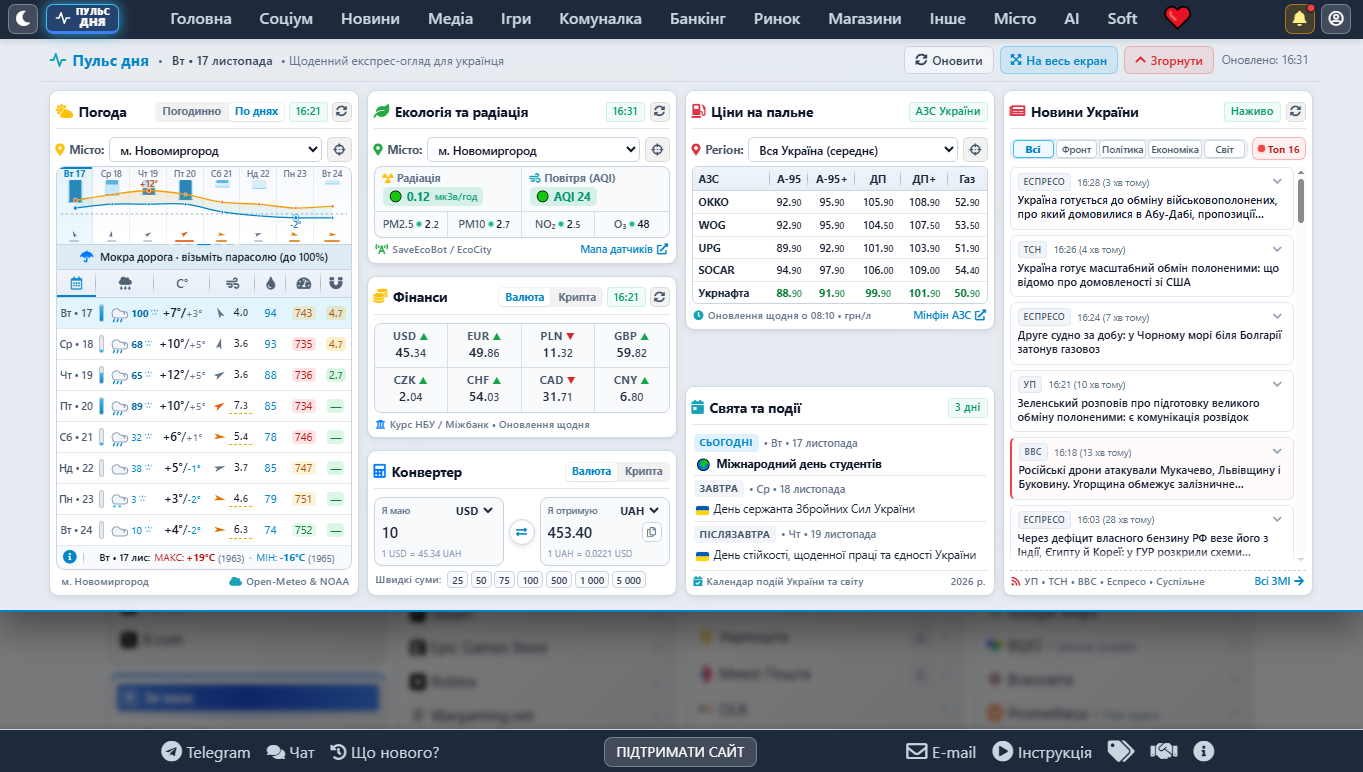 ПУЛЬС ДНЯ
Головна Соціум Новини Медіа Ігри Комуналка Банкінг Ринок Магазини Інше Місто AI Soft
Пульс дня • Вт • 17 листопада • Щоденний експрес-огляд для українця
Оновити На весь екран Згорнути Оновлено: 16:31
Погода Погодинно По днях 16:21
Місто: м. Новомиргород
Вт 17 Ср 18 Чт 19 Пт 20 Сб 21 Нд 22 Пн 23 Вт 24
+12°
-2°
Мокра дорога · візьміть парасолю (до 100%)
C°
Вт • 17 100 +7°/+3° 4.0 94 743 4.7
Ср • 18 68 +10°/+5° 3.6 93 735 4.7
Чт • 19 65 +12°/+5° 3.6 88 736 2.7
Пт • 20 89 +10°/+5° 7.3 85 734 —
Сб • 21 32 +6°/+1° 5.4 78 746 —
Нд • 22 38 +5°/-1° 3.7 85 747 —
Пн • 23 3 +3°/-2° 4.6 79 751 —
Вт • 24 10 +4°/-2° 6.3 74 752 —
Вт • 17 лис: МАКС: +19°C (1963) · МІН: -16°C (1965)
м. Новомиргород Open-Meteo & NOAA
Екологія та радіація 16:31
Місто: м. Новомиргород
Радіація
0.12 мкЗв/год
Повітря (AQI)
AQI 24
PM2.5 2.2 PM10 2.7 NO₂ 2.5 O₃ 48
SaveEcoBot / EcoCity Мапа датчиків
Фінанси Валюта Крипта 16:21
USD EUR PLN GBP
45.34 49.86 11.32 59.82
CZK CHF CAD CNY
2.04 54.03 31.71 6.80
Курс НБУ / Міжбанк • Оновлення щодня
Конвертер Валюта Крипта
Я маю USD
10
1 USD = 45.34 UAH
Я отримую UAH
453.40
1 UAH = 0.0221 USD
Швидкі суми: 25 50 75 100 500 1 000 5 000
Ціни на пальне АЗС України
Регіон: Вся Україна (середнє)
АЗС А-95 А-95+ ДП ДП+ Газ
ОККО 92.90 95.90 105.90 108.90 52.90
WOG 92.90 95.90 104.50 107.50 53.50
UPG 89.90 92.90 101.90 103.90 51.90
SOCAR 94.90 97.90 106.00 109.00 54.40
Укрнафта 88.90 91.90 99.90 101.90 50.90
Оновлення щодня о 08:10 • грн/л Мінфін АЗС
Свята та події 3 дні
СЬОГОДНІ • Вт • 17 листопада
Міжнародний день студентів
ЗАВТРА • Ср • 18 листопада
День сержанта Збройних Сил України
ПІСЛЯЗАВТРА • Чт • 19 листопада
День стійкості, щоденної праці та єдності України
Календар подій України та світу 2026 р.
Новини України Наживо
Всі Фронт Політика Економіка Світ Топ 16
ЕСПРЕСО 16:28 (3 хв тому)
Україна готується до обміну військовополонених,
про який домовилися в Абу-Дабі, пропозиції...
ТСН 16:26 (4 хв тому)
Україна готує масштабний обмін полоненими: що
відомо про домовленості зі США
ЕСПРЕСО 16:24 (7 хв тому)
Друге судно за добу: у Чорному морі біля Болгарії
затонув газовоз
УП 16:21 (10 хв тому)
Зеленський розповів про підготовку великого
обміну полоненими: є комунікація розвідок
BBC 16:18 (13 хв тому)
Російські дрони атакували Мукачево, Львівщину і
Буковину. Угорщина обмежує залізничне...
ЕСПРЕСО 16:03 (28 хв тому)
Через дефіцит власного бензину РФ везе його з
Індії, Єгипту й Кореї: у ГУР розкрили схеми...
УП • ТСН • BBC • Еспресо • Суспільне Всі ЗМІ
X.com
Epic Games Store
Roblox
Wargaming.net
Укрпошта
Meest Пошта
OLX
Всеосвіта
Prometheus
Telegram Чат Що нового? ПІДТРИМАТИ САЙТ E-mail Інструкція